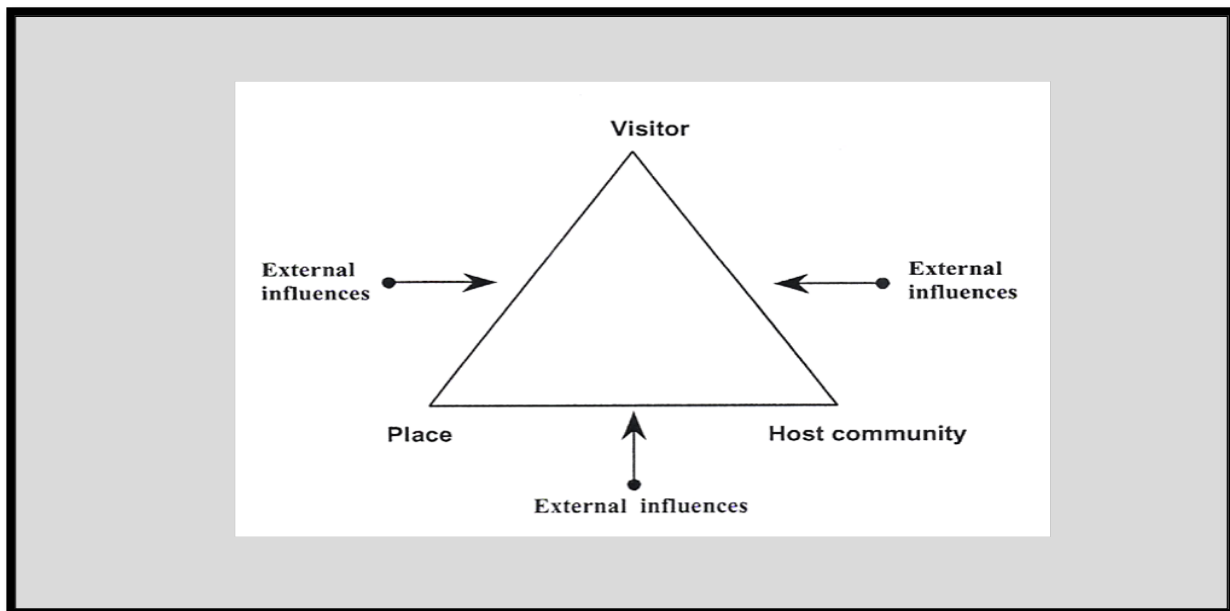 Visitor
External
influences
External
influences
Place
Host community
External influences